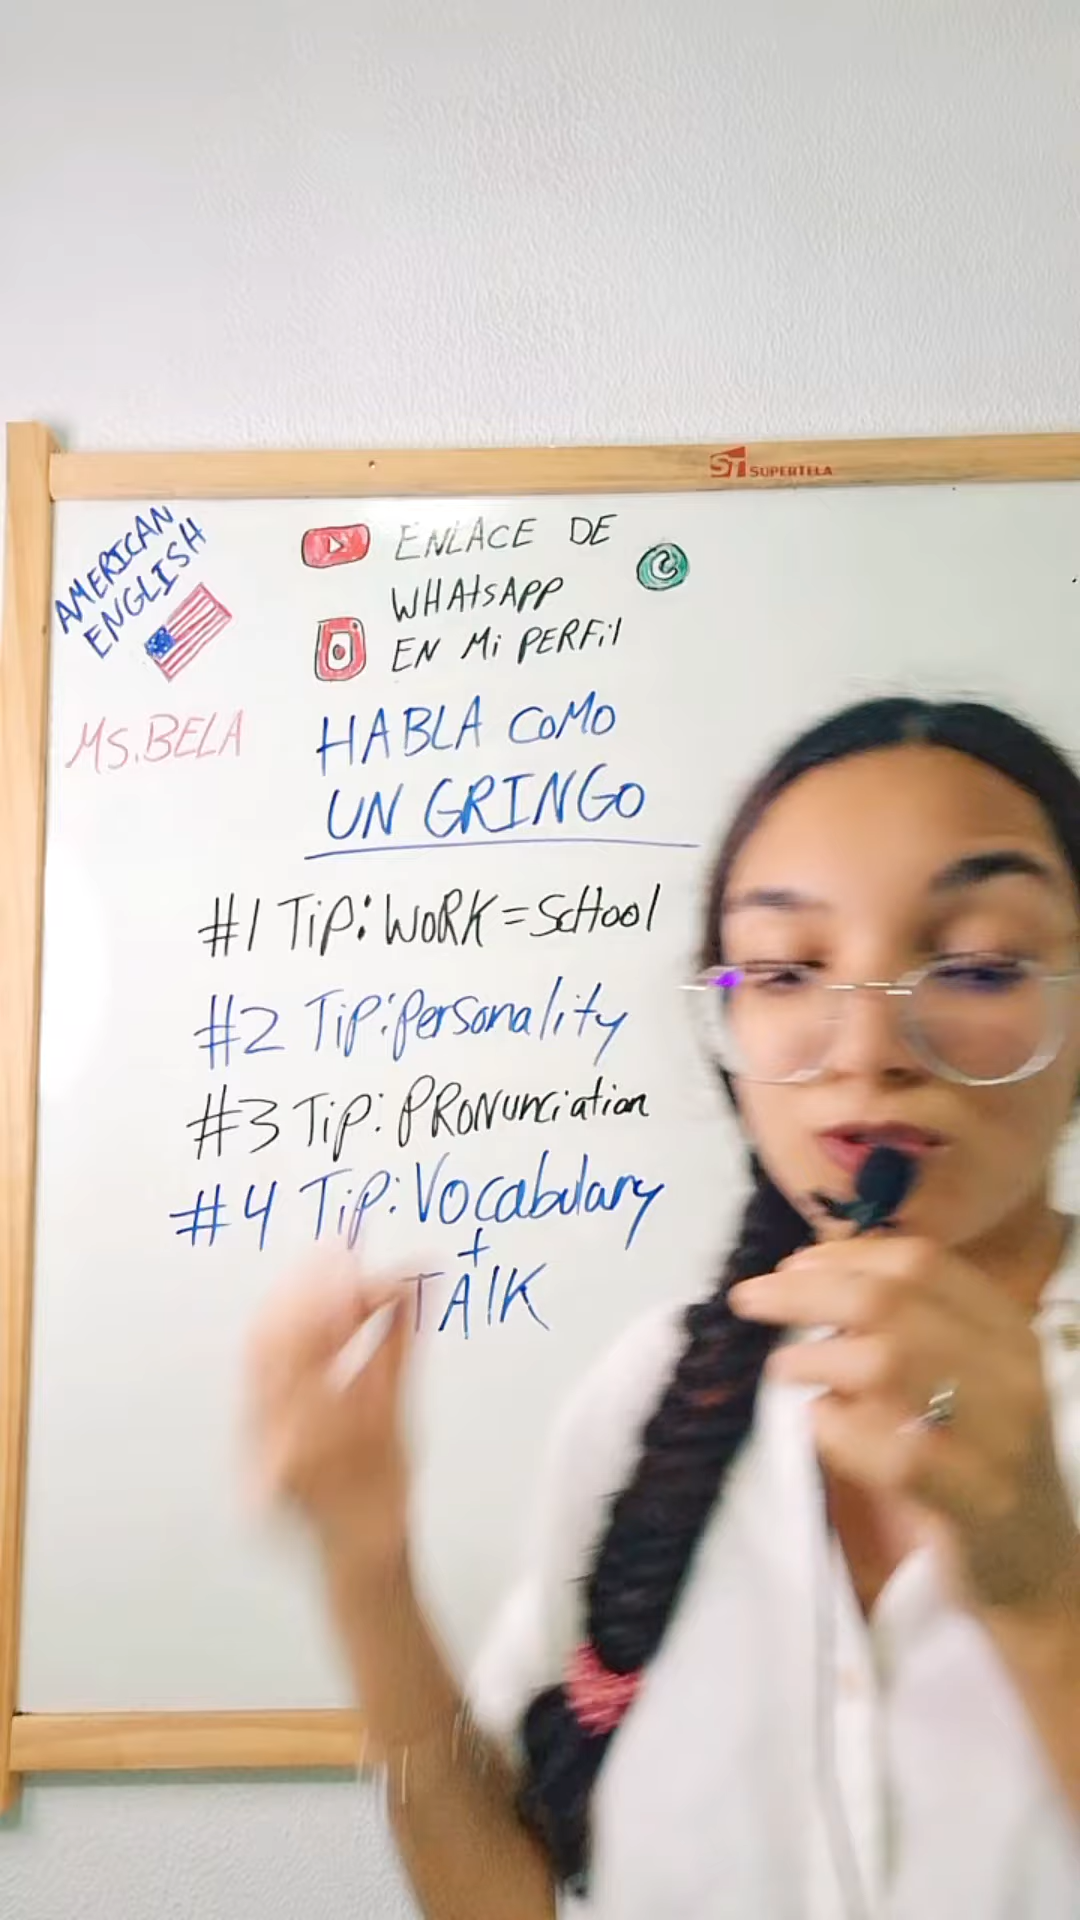 ST SUPERTELA
AMERICAN
ENGLISH
ENLACE DE
WHAtSAPP
EN Mi PERFil
MS.BELA
HABLA CoMO
UN GRINGO
#1 TiP: WORK = ScHool
#2 TiP: Personality
#3 TiP: PRONunciation
#4 TiP: Vocabulary
+
TAlK